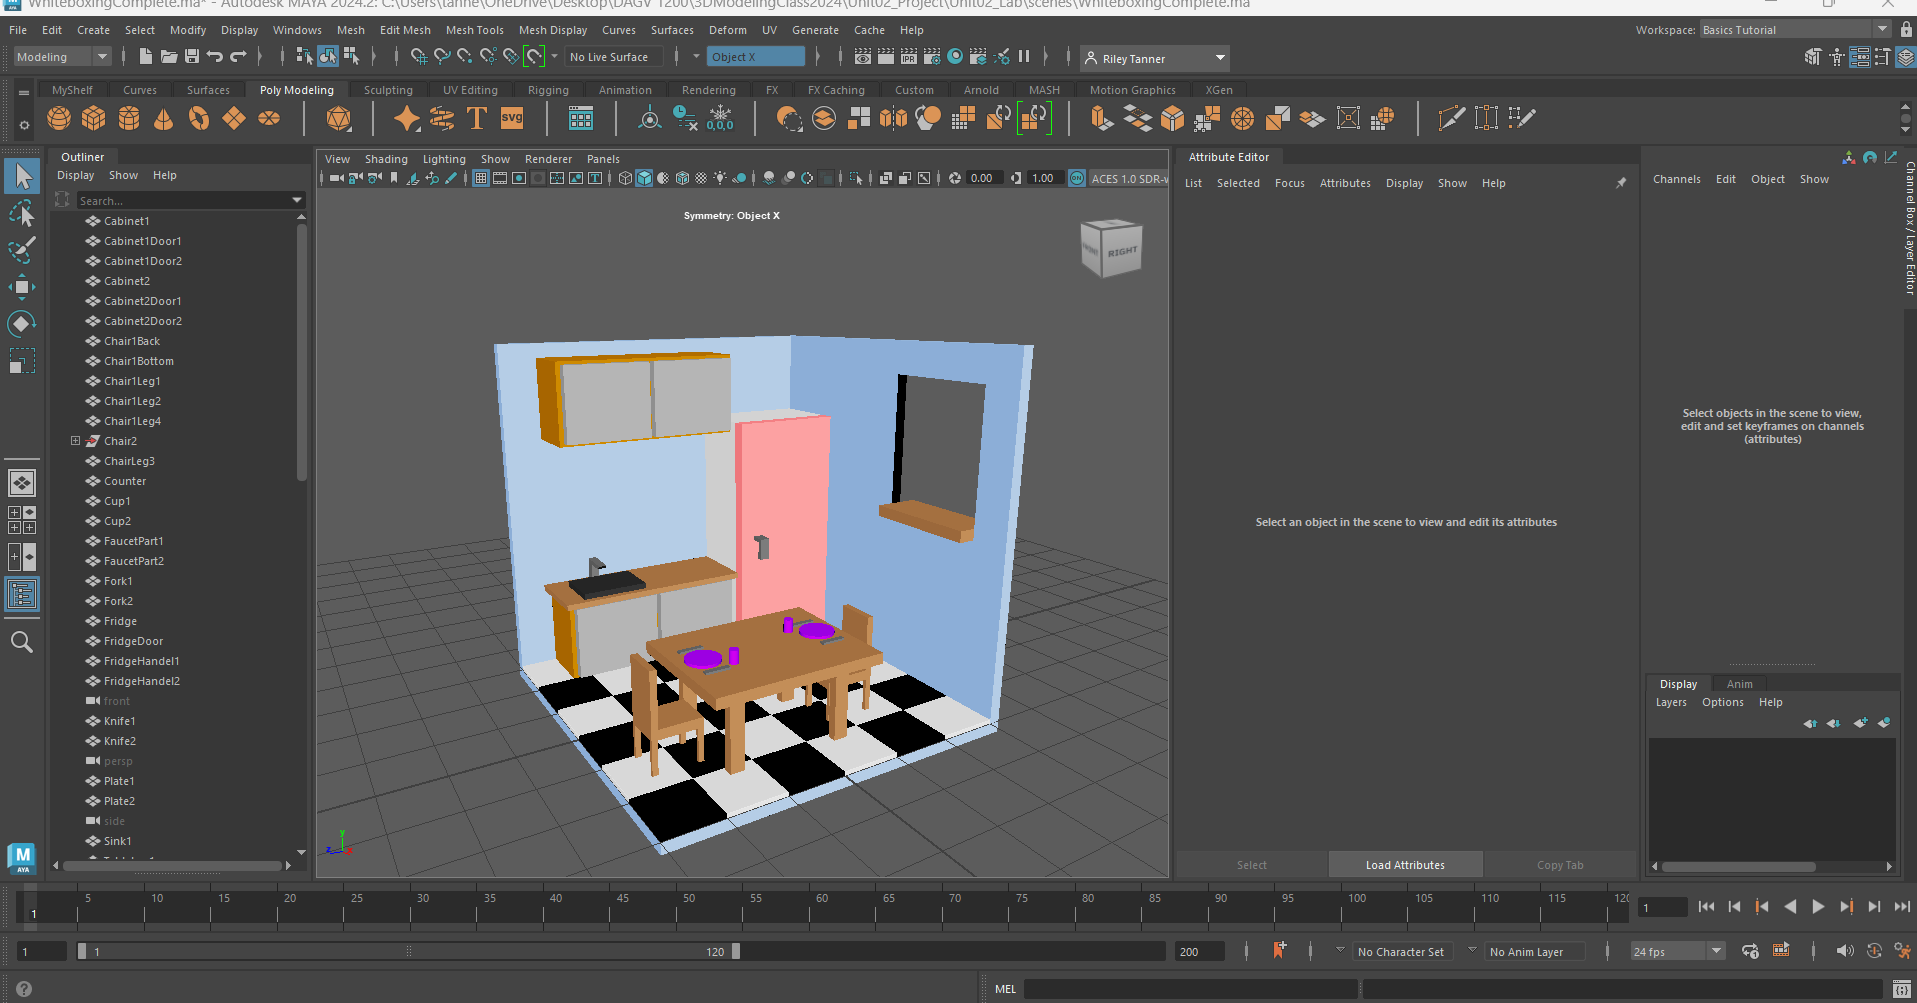 WhiteboxingComplete.ma* - Autodesk MAYA 2024.2: C:\Users\tanne\OneDrive\Desktop\DAGV 1200\3DModelingClass2024\Unit02_Project\Unit02_Lab\scenes\WhiteboxingComplete.ma
File Edit Create Select Modify Display Windows Mesh Edit Mesh Mesh Tools Mesh Display Curves Surfaces Deform UV Generate Cache Help Workspace: Basics Tutorial
Modeling No Live Surface Object X Riley Tanner
MyShelf Curves Surfaces Poly Modeling Sculpting UV Editing Rigging Animation Rendering FX FX Caching Custom Arnold MASH Motion Graphics XGen
T SVG 0,0,0
Outliner
Display Show Help
Search...
Cabinet1
Cabinet1Door1
Cabinet1Door2
Cabinet2
Cabinet2Door1
Cabinet2Door2
Chair1Back
Chair1Bottom
Chair1Leg1
Chair1Leg2
Chair1Leg4
Chair2
ChairLeg3
Counter
Cup1
Cup2
FaucetPart1
FaucetPart2
Fork1
Fork2
Fridge
FridgeDoor
FridgeHandel1
FridgeHandel2
front
Knife1
Knife2
persp
Plate1
Plate2
side
Sink1
View Shading Lighting Show Renderer Panels
0.00 1.00 ON ACES 1.0 SDR-v
Symmetry: Object X
FRONT RIGHT
y
z x
Attribute Editor
List Selected Focus Attributes Display Show Help
Select an object in the scene to view and edit its attributes
Select Load Attributes Copy Tab
Channels Edit Object Show
Select objects in the scene to view,
edit and set keyframes on channels
(attributes)
Channel Box / Layer Editor
Display Anim
Layers Options Help
M
AYA
5 10 15 20 25 30 35 40 45 50 55 60 65 70 75 80 85 90 95 100 105 110 115 120
1 1
1 1 120 200 No Character Set No Anim Layer 24 fps
MEL